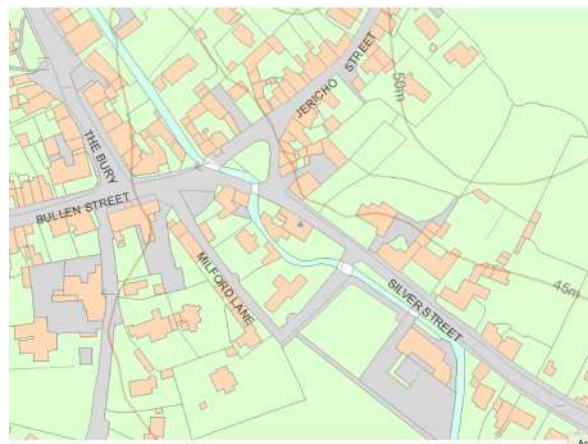 JERICHO STREET
50m
THE BURY
BULLEN STREET
MILFORD LANE
45m
SILVER STREET